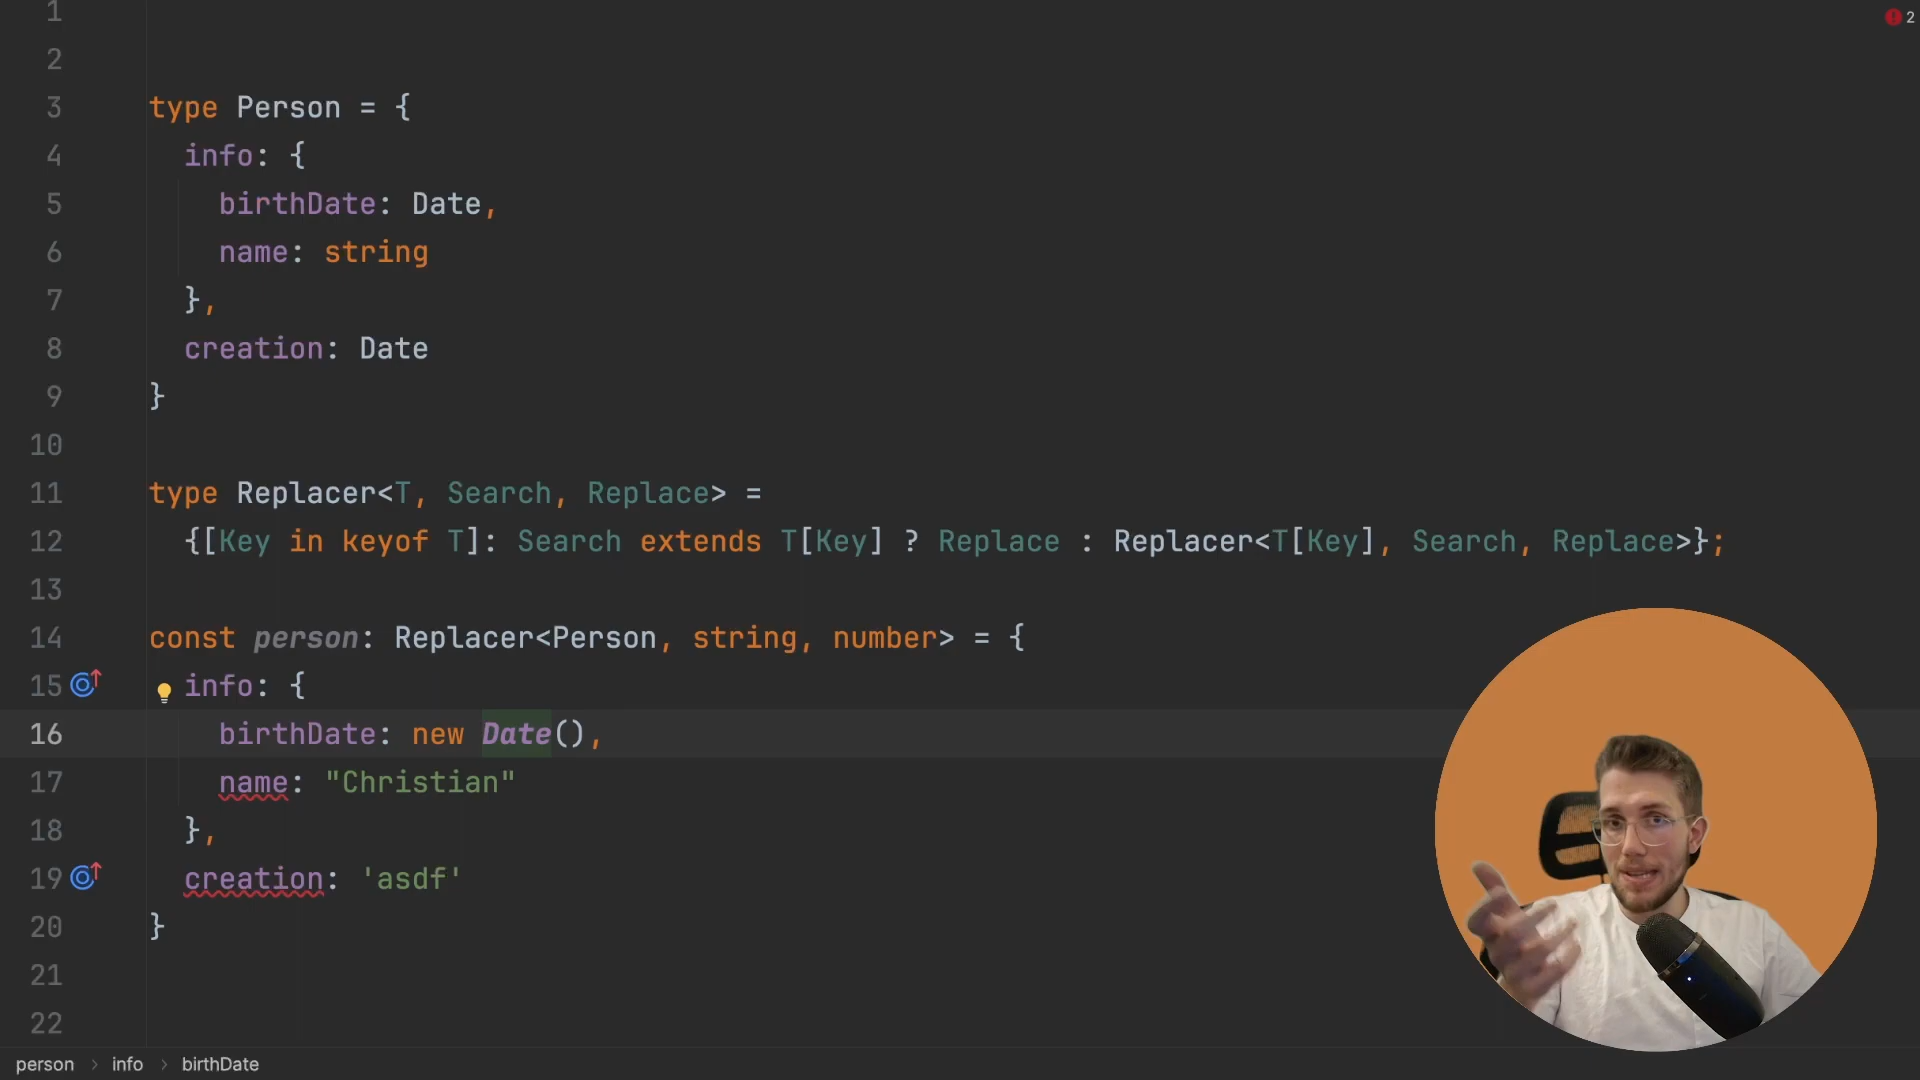 1
2
2
3 type Person = {
4 info: {
5 birthDate: Date,
6 name: string
7 },
8 creation: Date
9 }
10
11 type Replacer<T, Search, Replace> =
12 {[Key in keyof T]: Search extends T[Key] ? Replace : Replacer<T[Key], Search, Replace>};
13
14 const person: Replacer<Person, string, number> = {
15 info: {
16 birthDate: new Date(),
17 name: "Christian"
18 },
19 creation: 'asdf'
20 }
21
22
person > info > birthDate